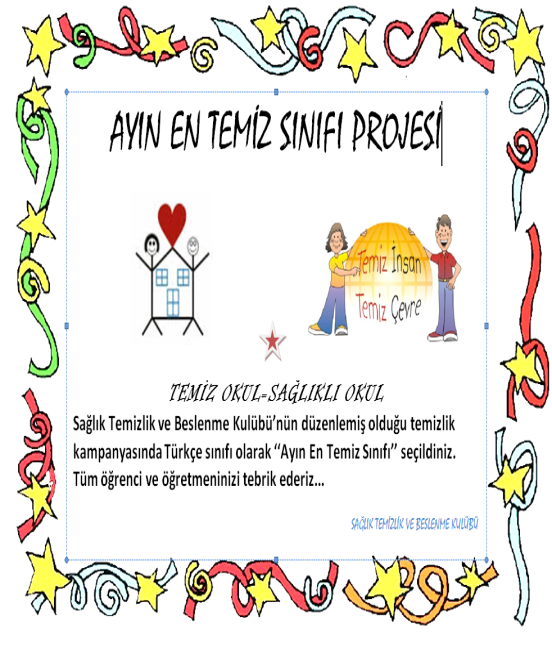 AYIN EN TEMİZ SINIFI PROJESİ
Temiz İnsan
Temiz Çevre
TEMİZ OKUL=SAĞLIKLI OKUL
Sağlık Temizlik ve Beslenme Kulübü’nün düzenlemiş olduğu temizlik
kampanyasında Türkçe sınıfı olarak “Ayın En Temiz Sınıfı” seçildiniz.
Tüm öğrenci ve öğretmeninizi tebrik ederiz...
SAĞLIK TEMİZLİK VE BESLENME KULÜBÜ